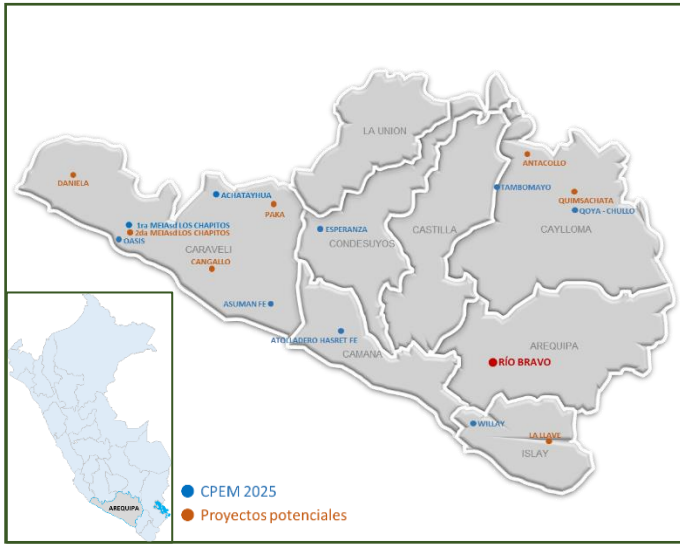 LA UNIÓN
ANTACOLLO
DANIELA
TAMBOMAYO
ACHATAYHUA
QUIMSACHATA
PARA
QOYA - CHULLO
1ra MEIAsd LOS CHAPITOS
2da MEIAsd LOS CHAPITOS
ESPERANZA
CASTILLA
OASIS
CARAVELI
CONDESUYOS
CAYLLOMA
CANGALLO
ASUMAN FE
ATOLLADERO HASRET FE
AREQUIPA
CAMANA
RÍO BRAVO
WILLAY
LA LLAVE
ISLAY
AREQUIPA
CPEM 2025
Proyectos potenciales